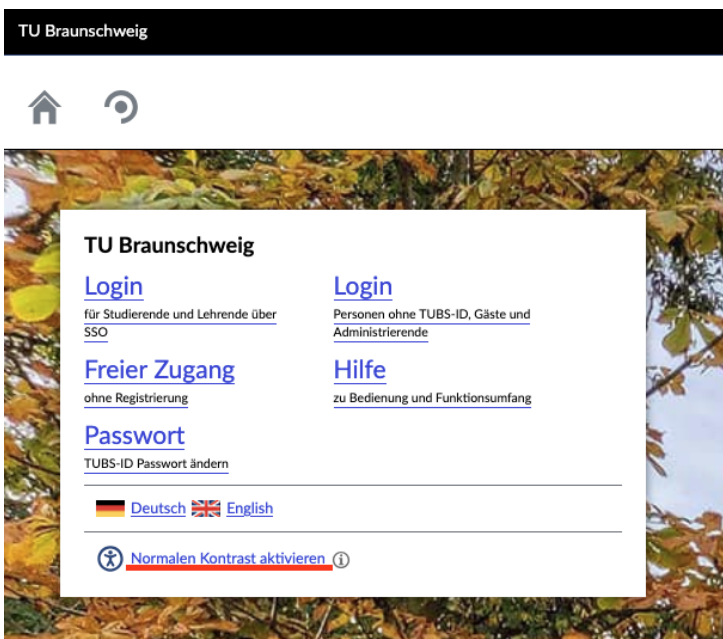 TU Braunschweig
TU Braunschweig
Login
für Studierende und Lehrende über
SSO
Login
Personen ohne TUBS-ID, Gäste und
Administrierende
Freier Zugang
ohne Registrierung
Hilfe
zu Bedienung und Funktionsumfang
Passwort
TUBS-ID Passwort ändern
Deutsch English
Normalen Kontrast aktivieren